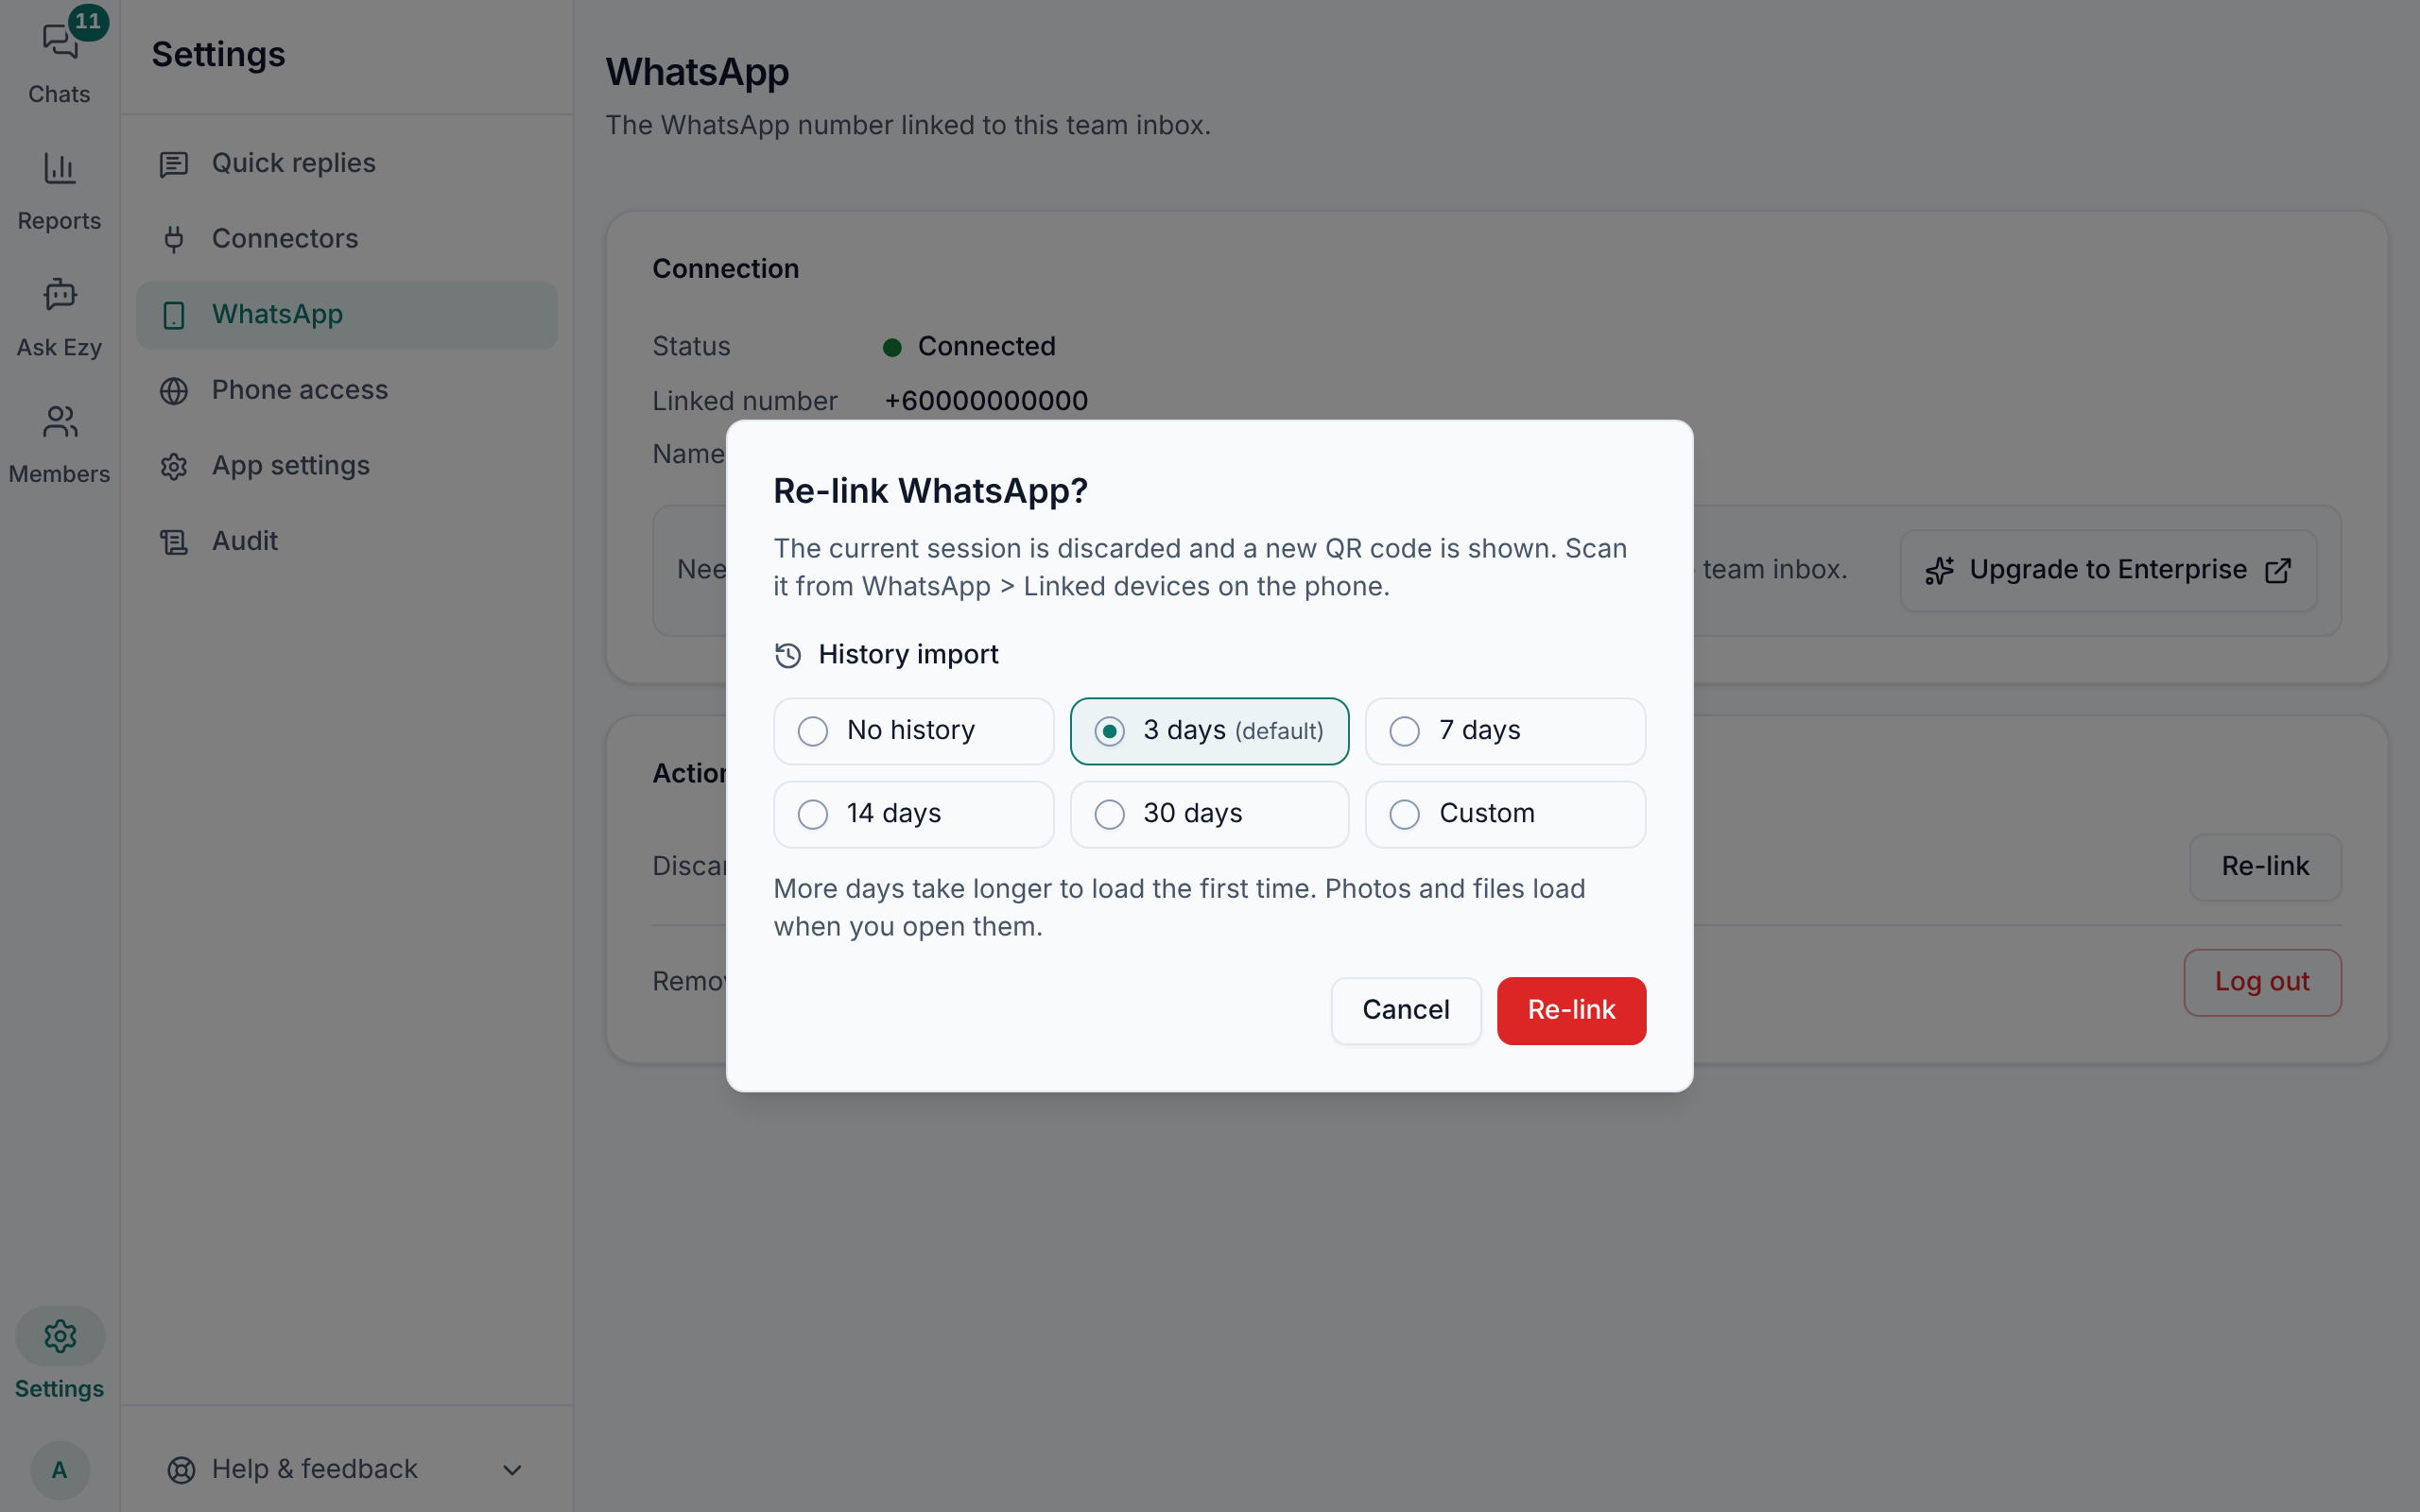 11
Chats
Reports
Ask Ezy
Members
Settings
A
Settings
Quick replies
Connectors
WhatsApp
Phone access
App settings
Audit
Help & feedback
WhatsApp
The WhatsApp number linked to this team inbox.
Connection
Status
Connected
Linked number
+60000000000
Name
team inbox.
Upgrade to Enterprise
Re-link
Log out
Re-link WhatsApp?
The current session is discarded and a new QR code is shown. Scan
it from WhatsApp > Linked devices on the phone.
History import
No history
3 days (default)
7 days
14 days
30 days
Custom
More days take longer to load the first time. Photos and files load
when you open them.
Cancel
Re-link